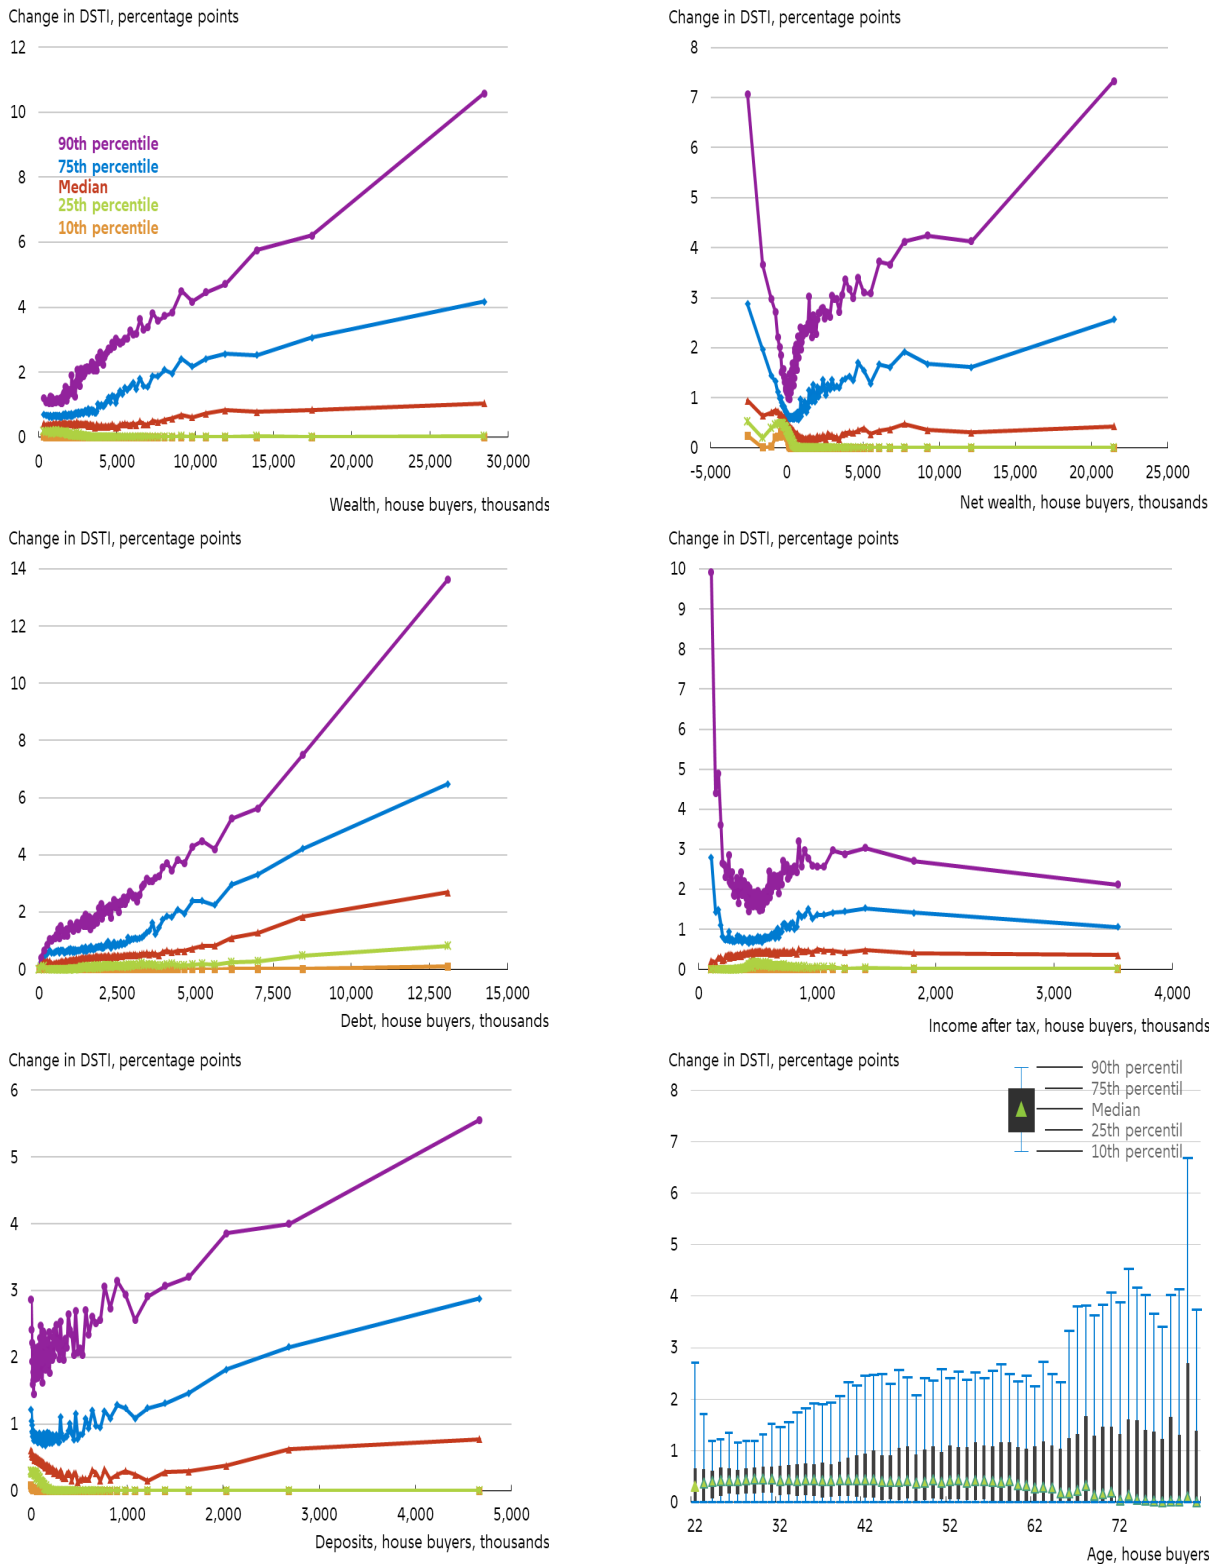 Change in DSTI, percentage points
12
10
8
6
4
2
0
90th percentile
75th percentile
Median
25th percentile
10th percentile
0 5,000 10,000 15,000 20,000 25,000 30,000
Wealth, house buyers, thousands
Change in DSTI, percentage points
8
7
6
5
4
3
2
1
0
-5,000 0 5,000 10,000 15,000 20,000 25,000
Net wealth, house buyers, thousands
Change in DSTI, percentage points
14
12
10
8
6
4
2
0
0 2,500 5,000 7,500 10,000 12,500 15,000
Debt, house buyers, thousands
Change in DSTI, percentage points
10
9
8
7
6
5
4
3
2
1
0
0 1,000 2,000 3,000 4,000
Income after tax, house buyers, thousands
Change in DSTI, percentage points
6
5
4
3
2
1
0
0 1,000 2,000 3,000 4,000 5,000
Deposits, house buyers, thousands
Change in DSTI, percentage points
90th percentil
75th percentil
Median
25th percentil
10th percentil
8
7
6
5
4
3
2
1
0
22 32 42 52 62 72
Age, house buyers